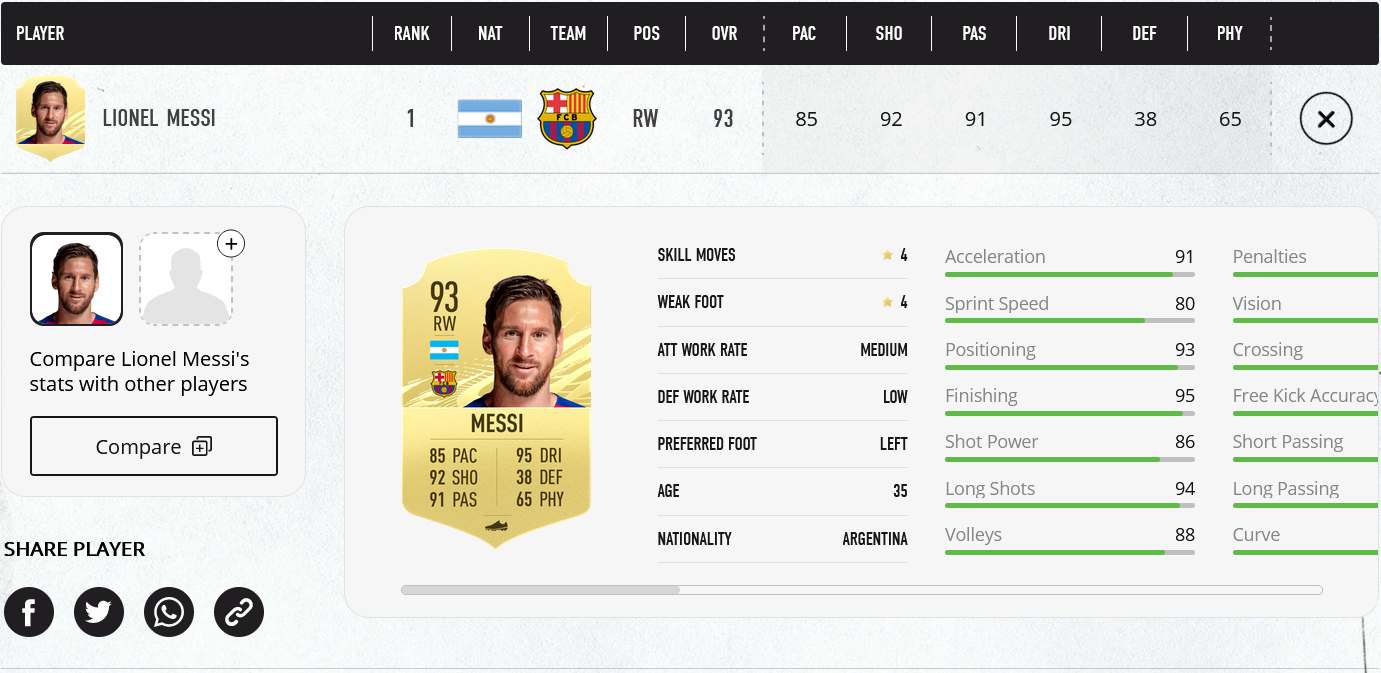 PLAYER RANK NAT TEAM POS OVR PAC SHO PAS DRI DEF PHY
LIONEL MESSI 1 FCB RW 93 85 92 91 95 38 65
Compare Lionel Messi's
stats with other players
Compare
SHARE PLAYER
93
RW
MESSI
85 PAC 95 DRI
92 SHO 38 DEF
91 PAS 65 PHY
SKILL MOVES 4
WEAK FOOT 4
ATT WORK RATE MEDIUM
DEF WORK RATE LOW
PREFERRED FOOT LEFT
AGE 35
NATIONALITY ARGENTINA
Acceleration 91
Sprint Speed 80
Positioning 93
Finishing 95
Shot Power 86
Long Shots 94
Volleys 88
Penalties
Vision
Crossing
Free Kick Accuracy
Short Passing
Long Passing
Curve